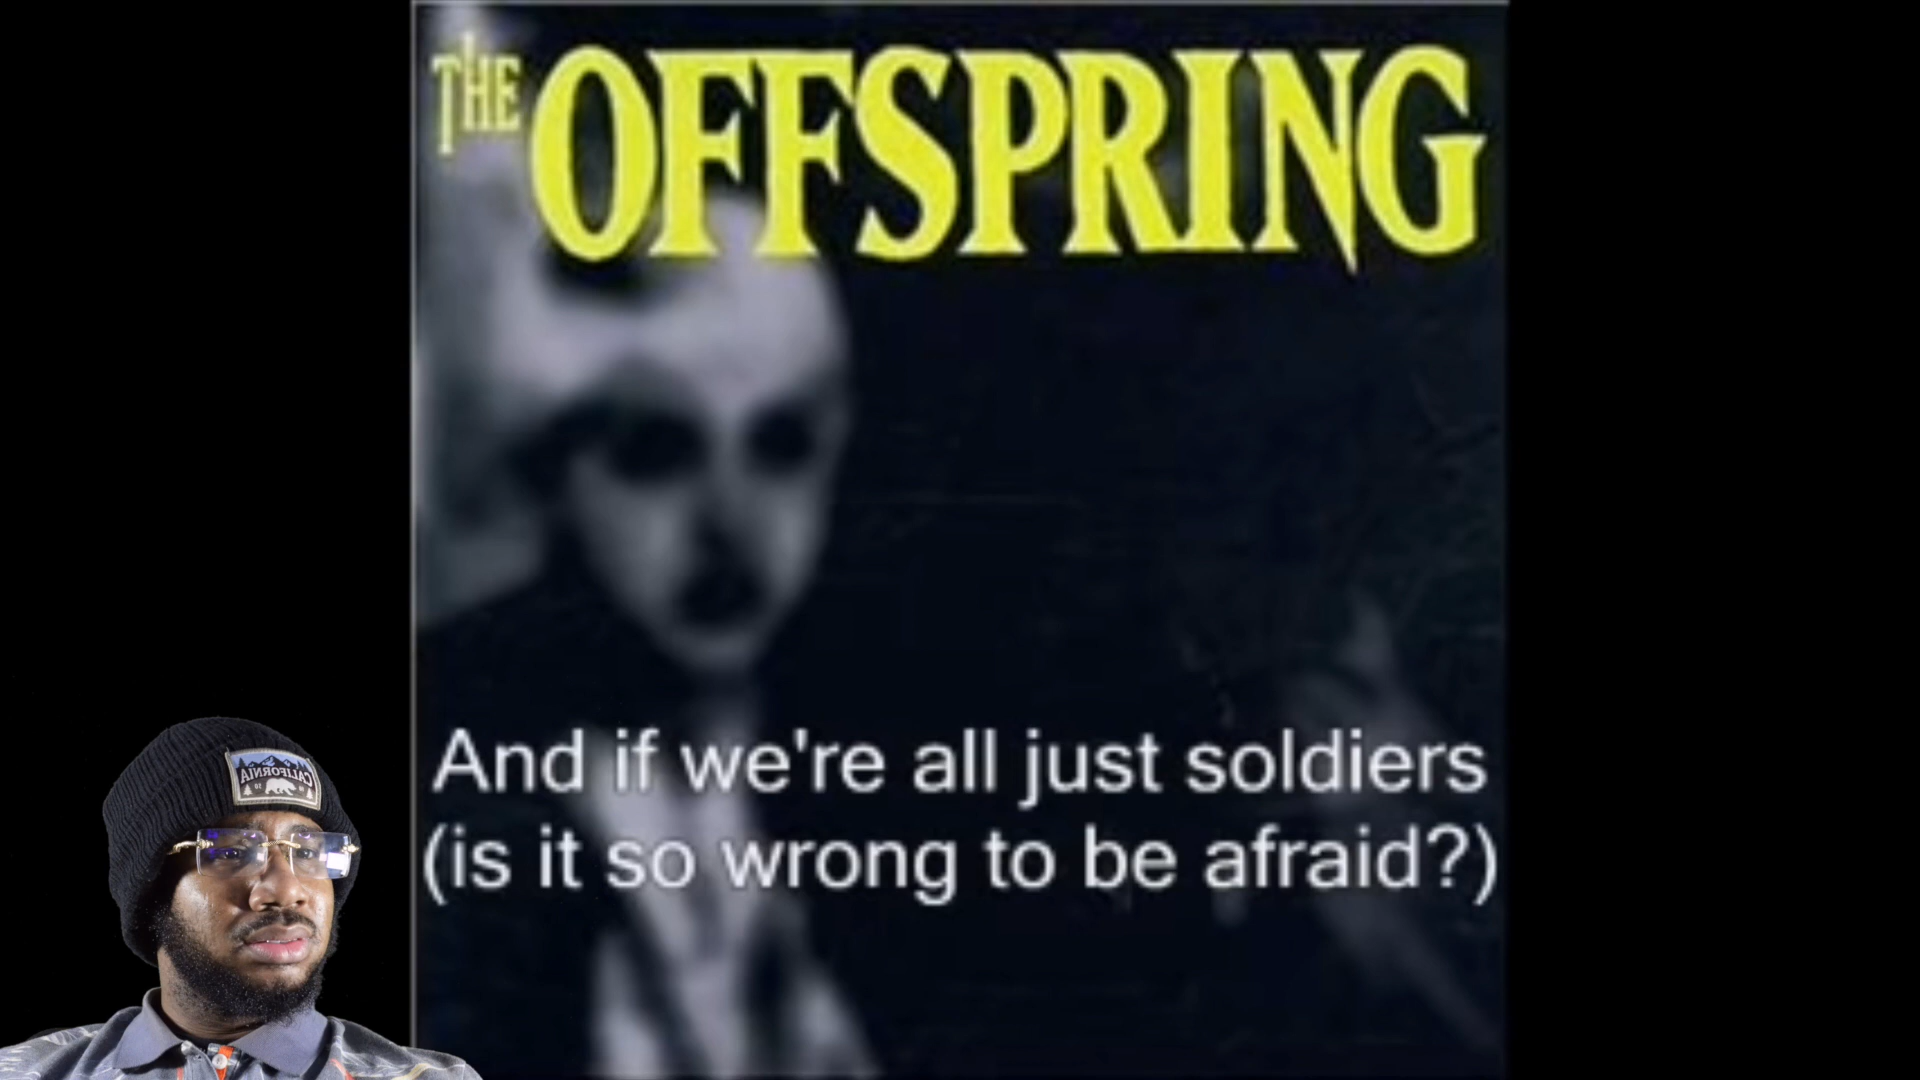 THE OFFSPRING
And if we're all just soldiers
(is it so wrong to be afraid?)
CALIFORNIA